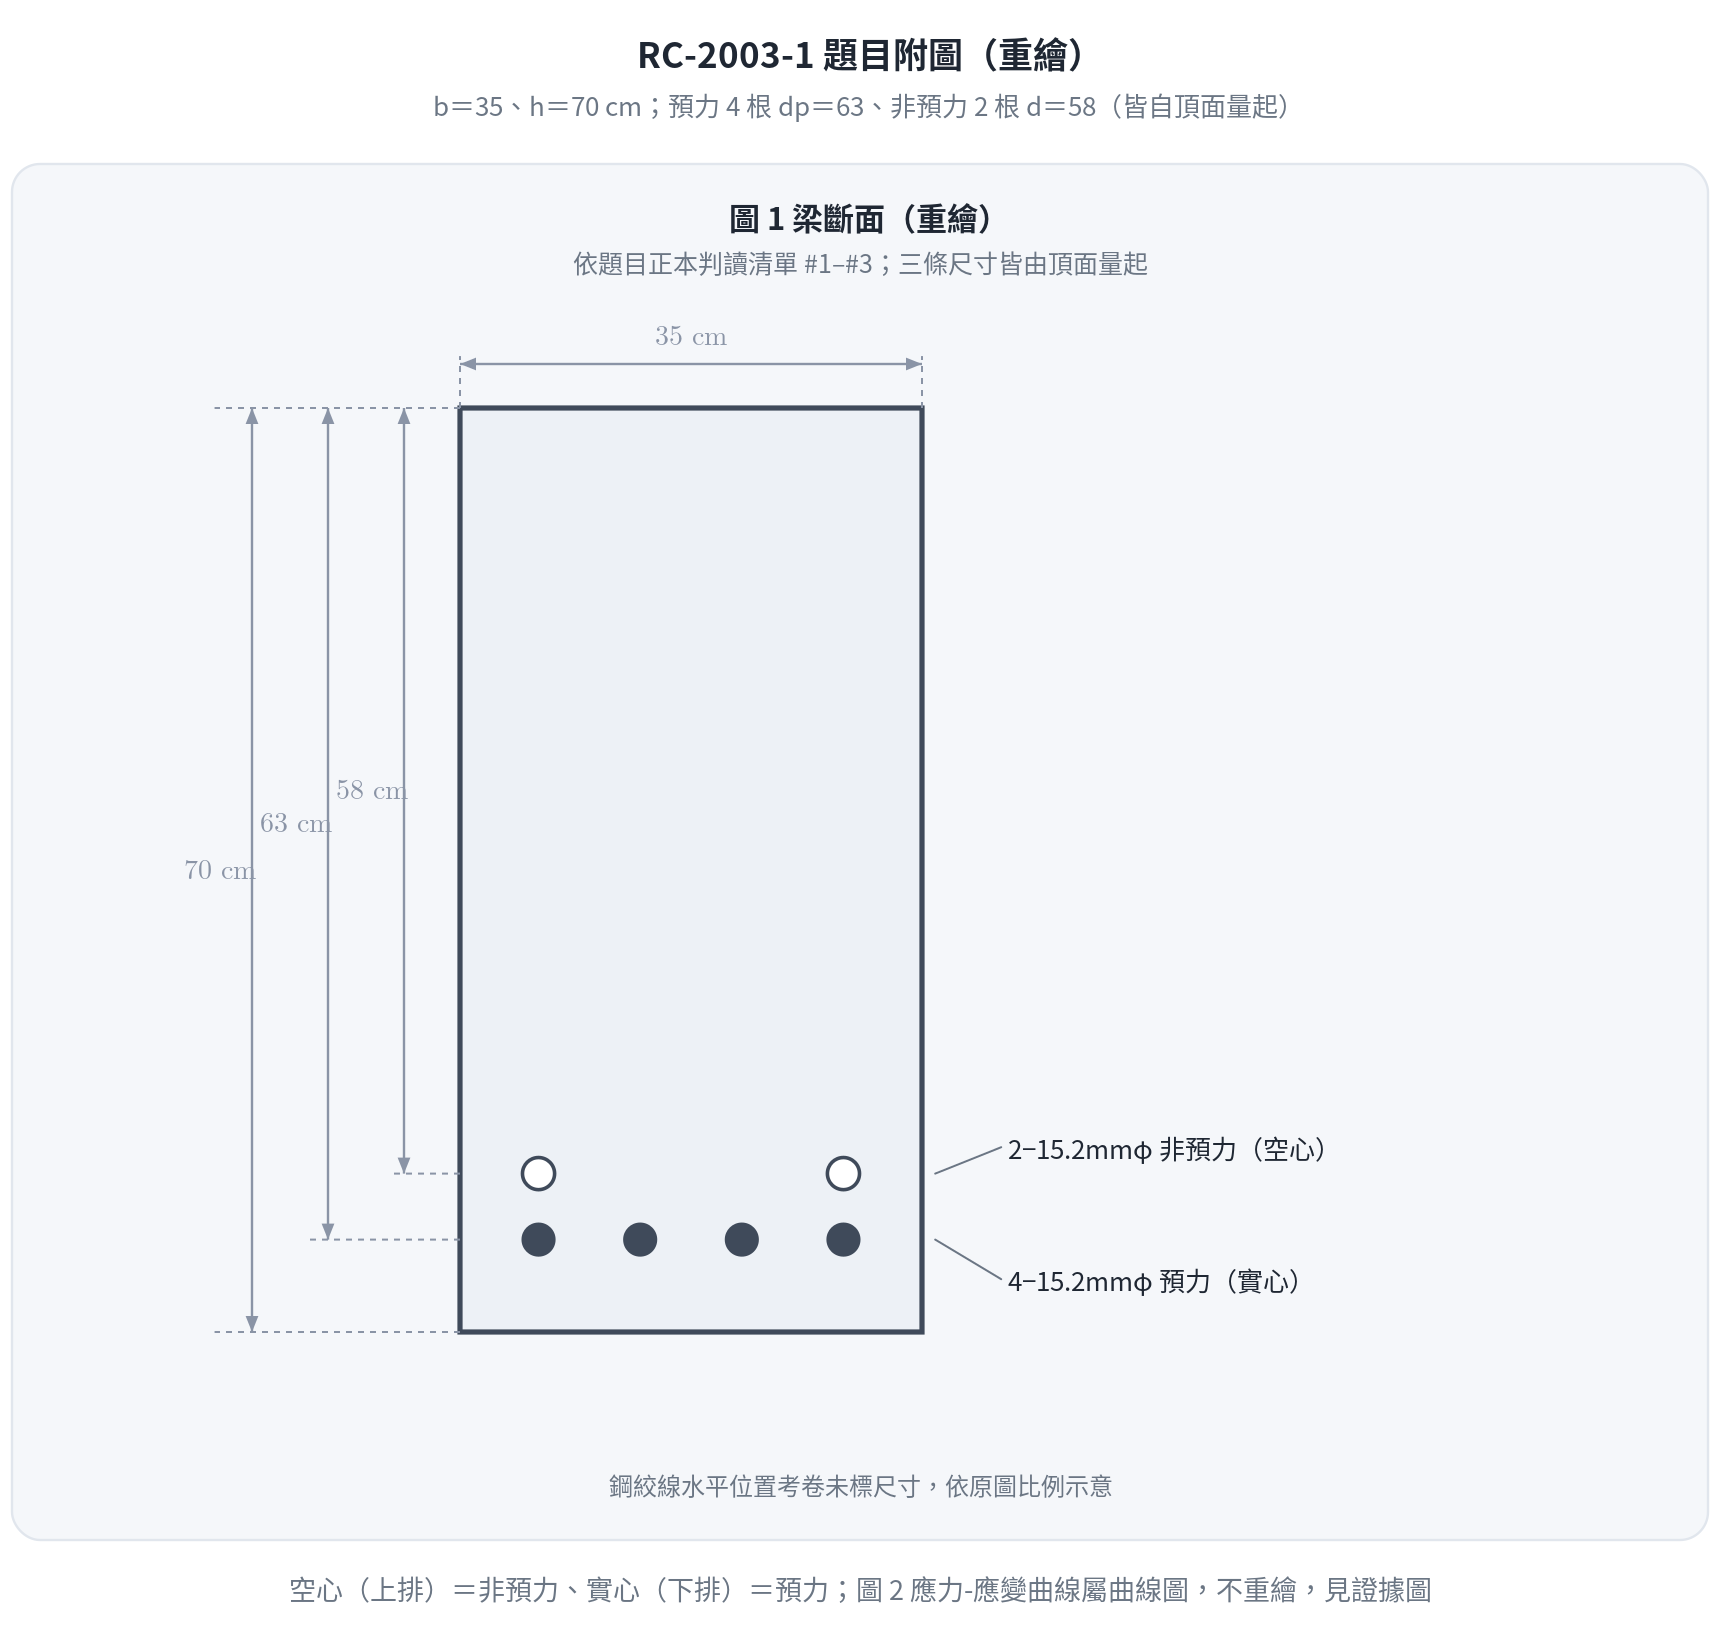 RC-2003-1 題目附圖（重繪）
b＝35、h＝70 cm；預力 4 根 dp＝63、非預力 2 根 d＝58（皆自頂面量起）
圖 1 梁斷面（重繪）
依題目正本判讀清單 #1–#3；三條尺寸皆由頂面量起
35 cm
58 cm
63 cm
70 cm
2–15.2mmφ 非預力（空心）
4–15.2mmφ 預力（實心）
鋼絞線水平位置考卷未標尺寸，依原圖比例示意
空心（上排）＝非預力、實心（下排）＝預力；圖 2 應力-應變曲線屬曲線圖，不重繪，見證據圖